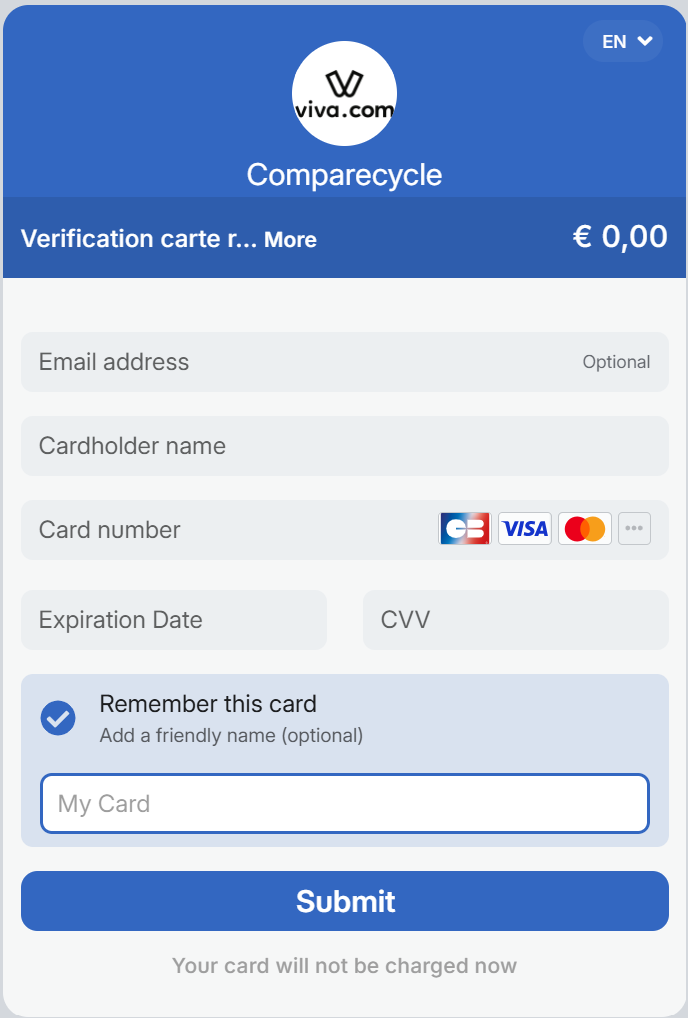 EN
viva.com
Comparecycle
Verification carte r... More
€ 0,00
Email address
Optional
Cardholder name
Card number
CB VISA
Expiration Date
CVV
Remember this card
Add a friendly name (optional)
My Card
Submit
Your card will not be charged now